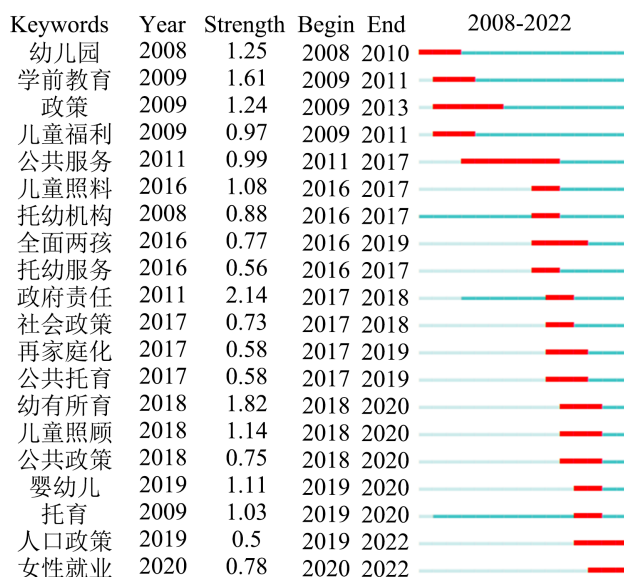 Keywords Year Strength Begin End 2008-2022
幼儿园 2008 1.25 2008 2010
学前教育 2009 1.61 2009 2011
政策 2009 1.24 2009 2013
儿童福利 2009 0.97 2009 2011
公共服务 2011 0.99 2011 2017
儿童照料 2016 1.08 2016 2017
托幼机构 2008 0.88 2016 2017
全面两孩 2016 0.77 2016 2019
托幼服务 2016 0.56 2016 2017
政府责任 2011 2.14 2017 2018
社会政策 2017 0.73 2017 2018
再家庭化 2017 0.58 2017 2019
公共托育 2017 0.58 2017 2019
幼有所育 2018 1.82 2018 2020
儿童照顾 2018 1.14 2018 2020
公共政策 2018 0.75 2018 2020
婴幼儿 2019 1.11 2019 2020
托育 2009 1.03 2019 2020
人口政策 2019 0.5 2019 2022
女性就业 2020 0.78 2020 2022